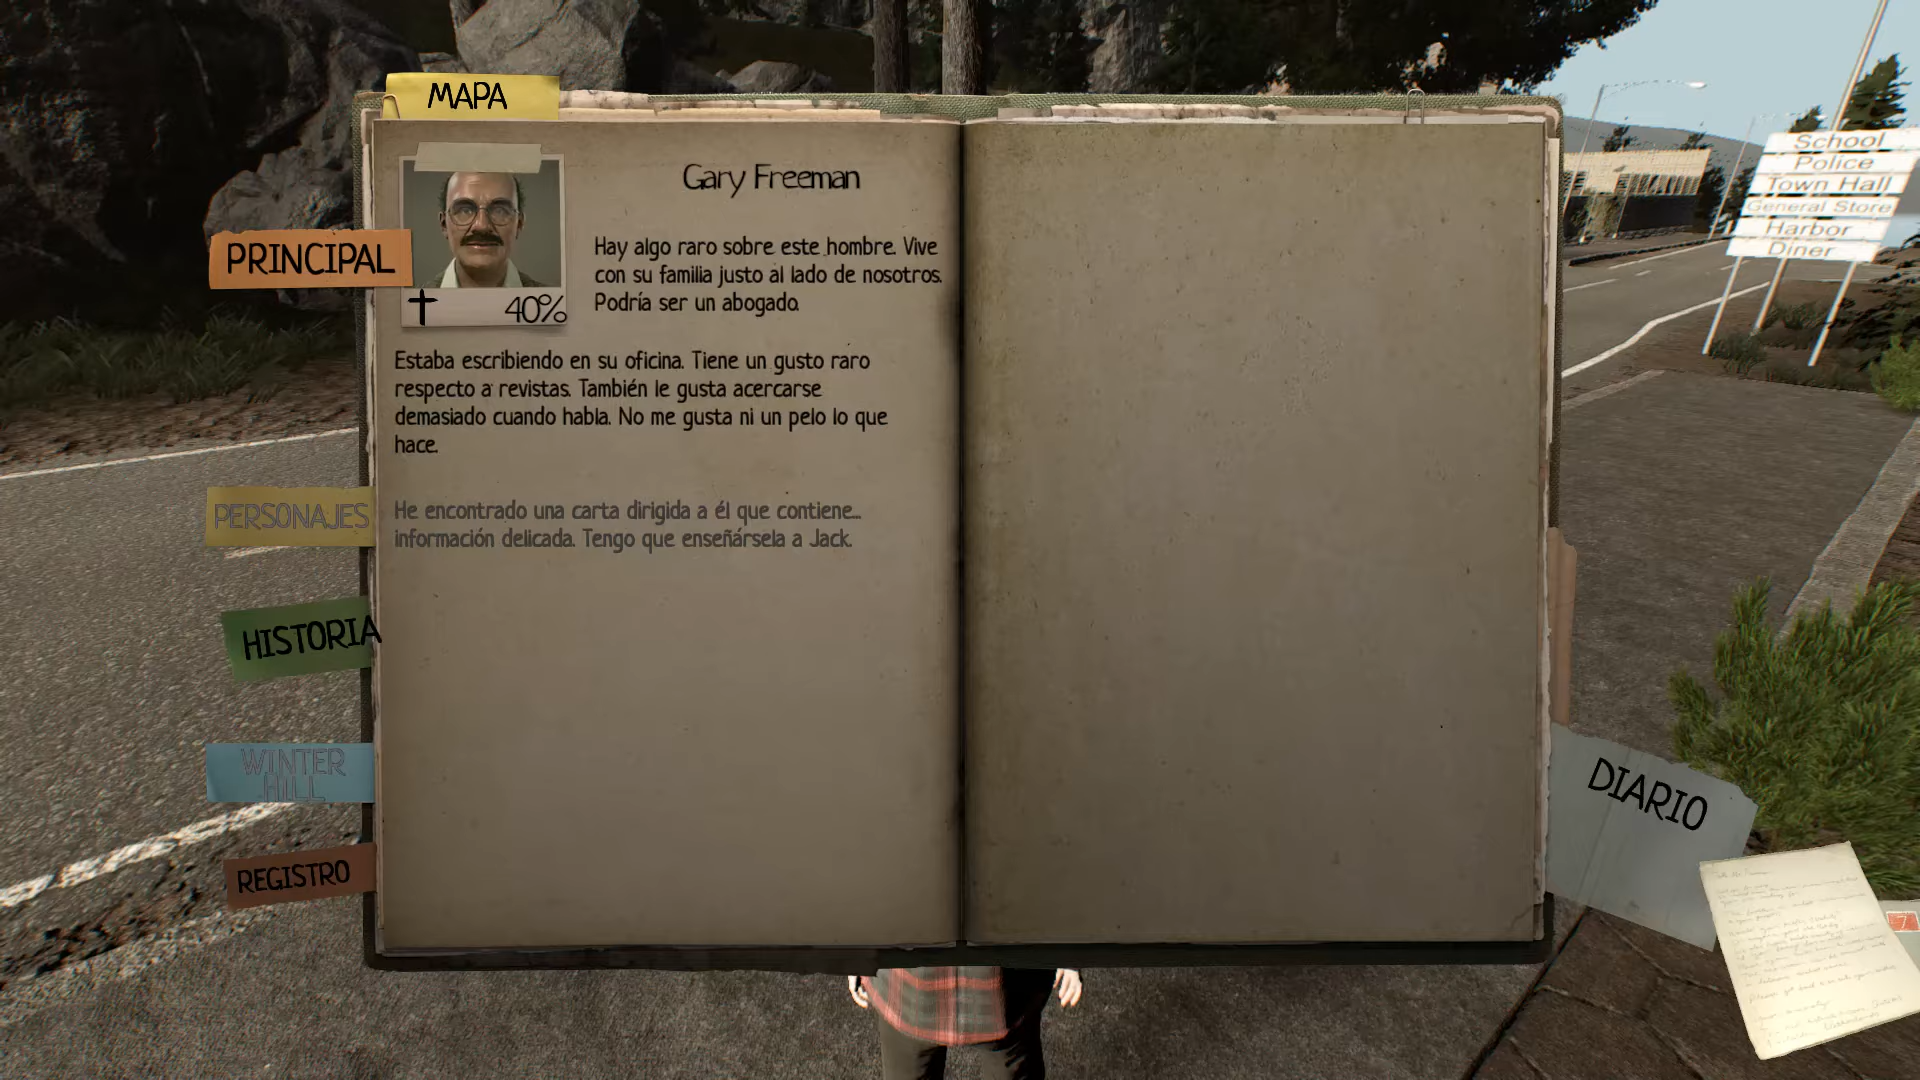 MAPA
Gary Freeman
PRINCIPAL
40%
Hay algo raro sobre este hombre. Vive
con su familia justo al lado de nosotros.
Podría ser un abogado.
Estaba escribiendo en su oficina. Tiene un gusto raro
respecto a revistas. También le gusta acercarse
demasiado cuando habla. No me gusta ni un pelo lo que
hace.
He encontrado una carta dirigida a él que contiene...
información delicada. Tengo que enseñársela a Jack.
PERSONAJES
HISTORIA
WINTER
HILL
REGISTRO
DIARIO
School
Police
Town Hall
General Store
Harbor
Diner